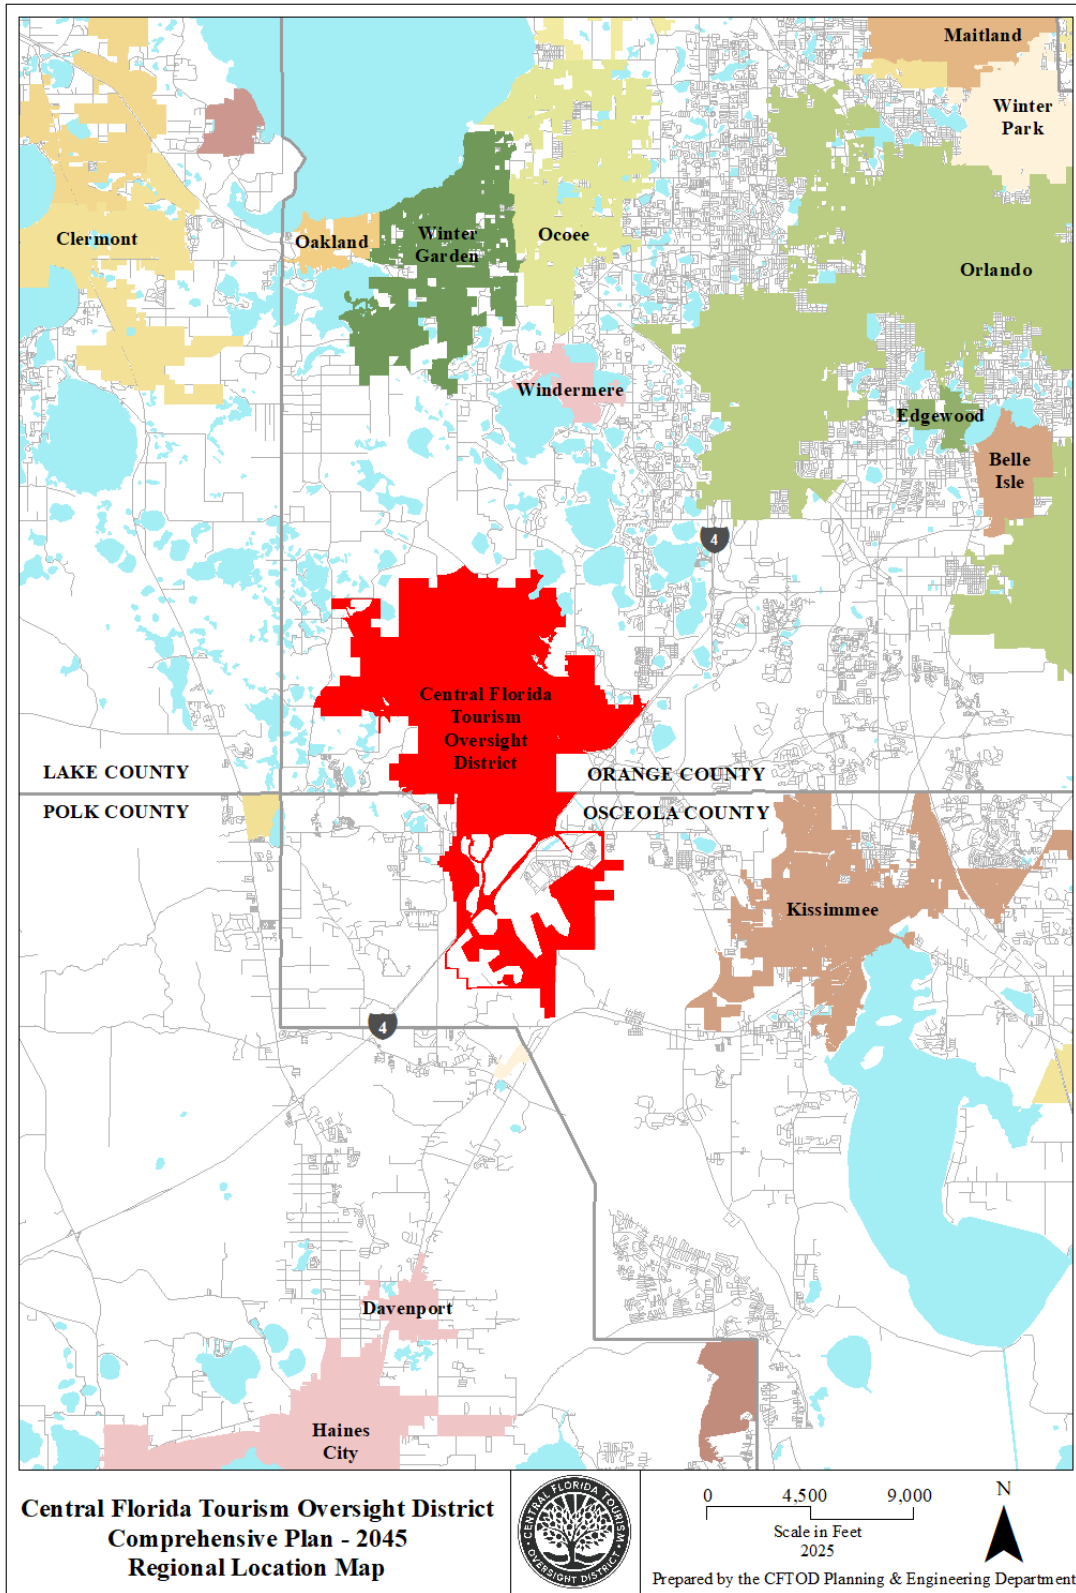 Maitland
Winter
Park
Clermont
Oakland
Winter
Garden
Ocoee
Orlando
Windermere
Edgewood
Belle
Isle
4
Central Florida
Tourism
Oversight
District
LAKE COUNTY
ORANGE COUNTY
POLK COUNTY
OSCEOLA COUNTY
Kissimmee
4
Davenport
Haines
City
Central Florida Tourism Oversight District
Comprehensive Plan - 2045
Regional Location Map
CENTRAL FLORIDA TOURISM
OVERSIGHT DISTRICT
0 4,500 9,000
Scale in Feet
2025
N
Prepared by the CFTOD Planning & Engineering Department